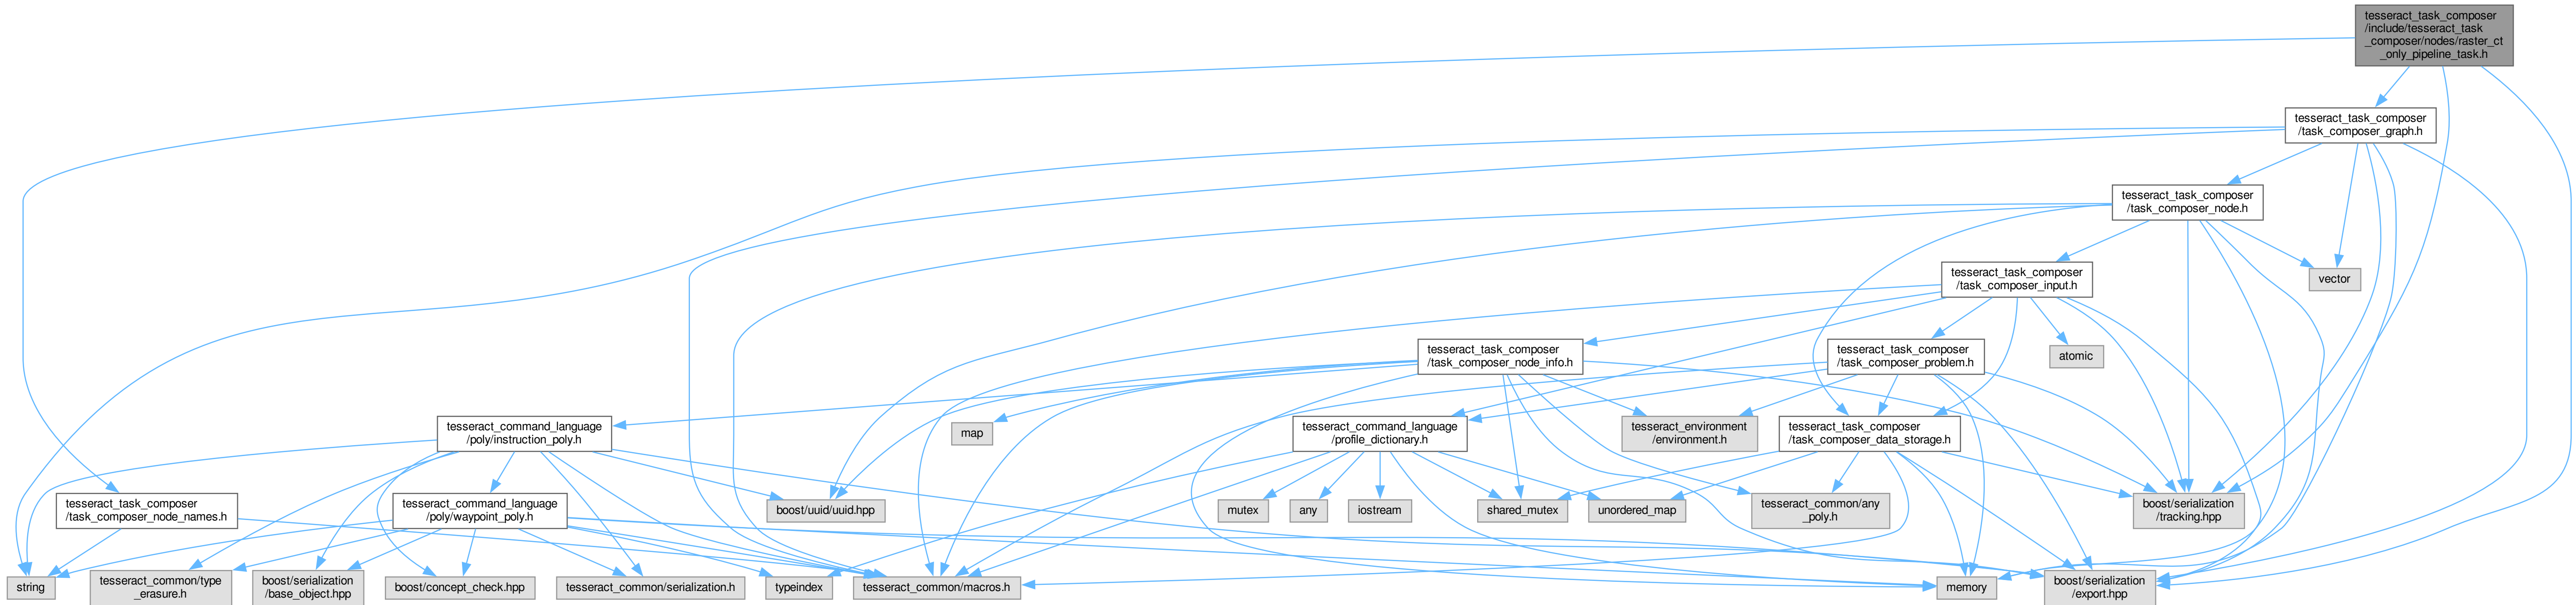 tesseract_task_composer
/include/tesseract_task
_composer/nodes/raster_ct
_only_pipeline_task.h
tesseract_task_composer
/task_composer_graph.h
tesseract_task_composer
/task_composer_node.h
tesseract_task_composer
/task_composer_input.h
vector
tesseract_task_composer
/task_composer_node_info.h
tesseract_task_composer
/task_composer_problem.h
atomic
tesseract_command_language
/poly/instruction_poly.h
map
tesseract_command_language
/profile_dictionary.h
tesseract_environment
/environment.h
tesseract_task_composer
/task_composer_data_storage.h
tesseract_task_composer
/task_composer_node_names.h
tesseract_command_language
/poly/waypoint_poly.h
boost/uuid/uuid.hpp
mutex
any
iostream
shared_mutex
unordered_map
tesseract_common/any
_poly.h
boost/serialization
/tracking.hpp
string
tesseract_common/type
_erasure.h
boost/serialization
/base_object.hpp
boost/concept_check.hpp
tesseract_common/serialization.h
typeindex
tesseract_common/macros.h
memory
boost/serialization
/export.hpp